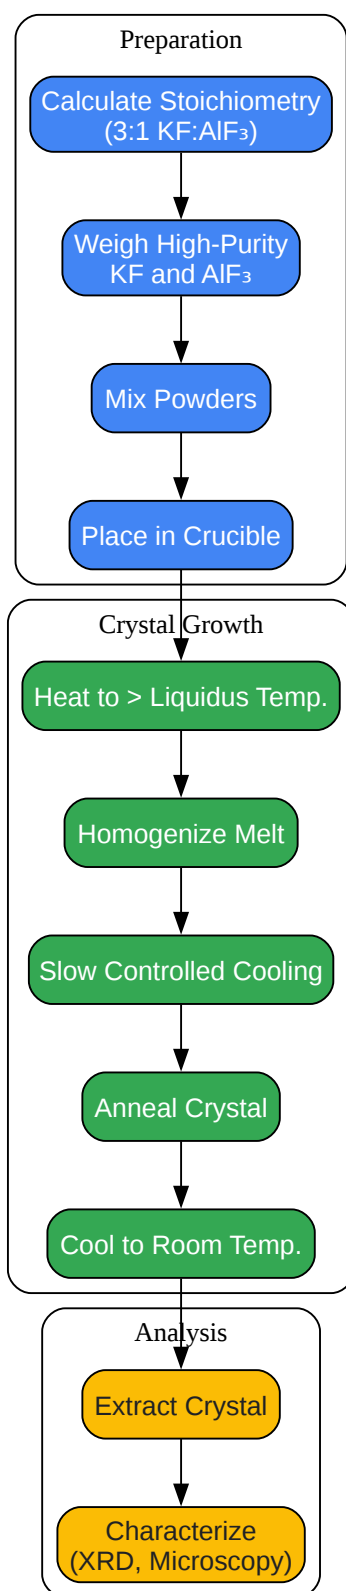 Preparation
Calculate Stoichiometry
(3:1 KF:AlF₃)
Weigh High-Purity
KF and AlF₃
Mix Powders
Place in Crucible
Crystal Growth
Heat to > Liquidus Temp.
Homogenize Melt
Slow Controlled Cooling
Anneal Crystal
Cool to Room Temp.
Analysis
Extract Crystal
Characterize
(XRD, Microscopy)